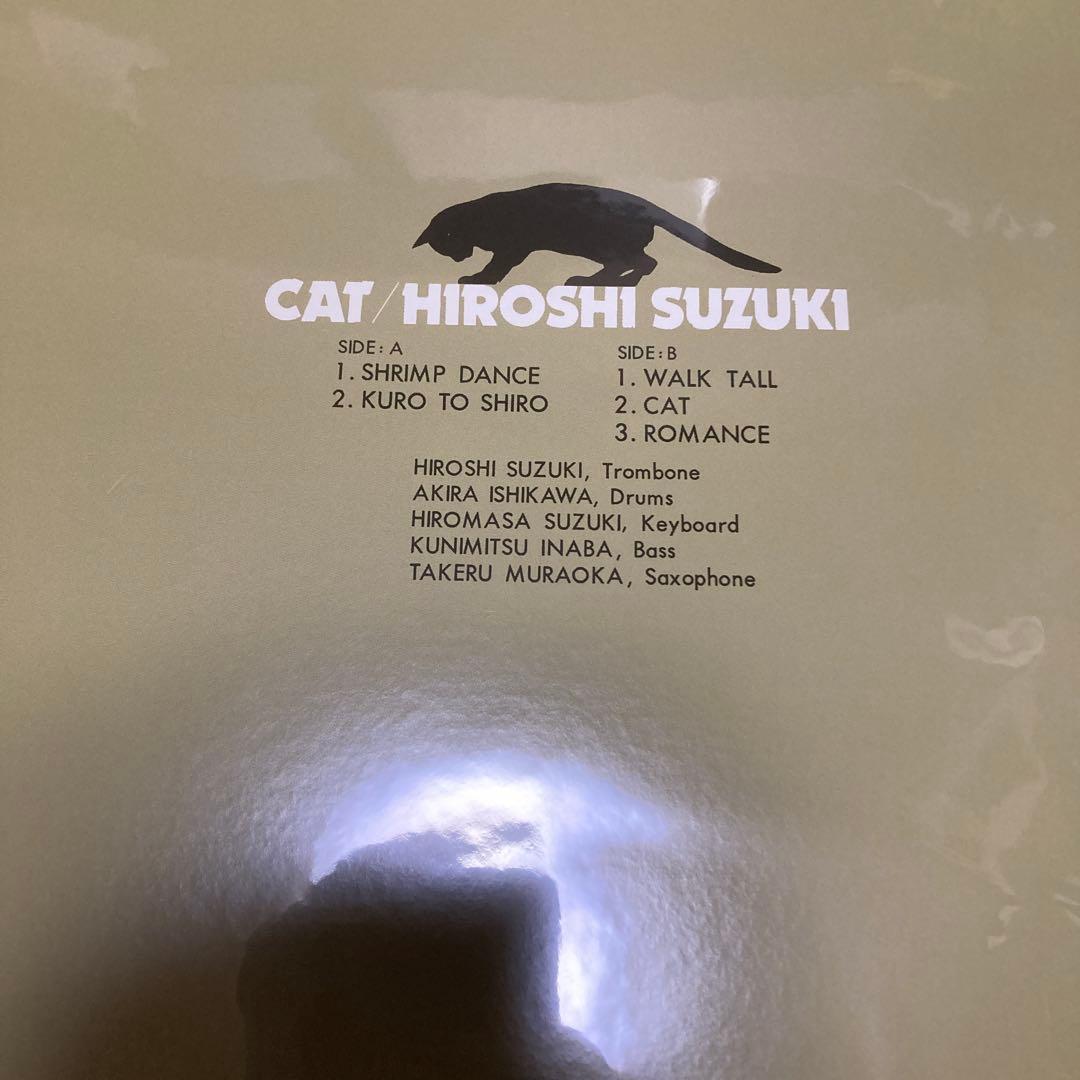 CAT/HIROSHI SUZUKI
SIDE: A
1. SHRIMP DANCE
2. KURO TO SHIRO
SIDE: B
1. WALK TALL
2. CAT
3. ROMANCE
HIROSHI SUZUKI, Trombone
AKIRA ISHIKAWA, Drums
HIROMASA SUZUKI, Keyboard
KUNIMITSU INABA, Bass
TAKERU MURAOKA, Saxophone